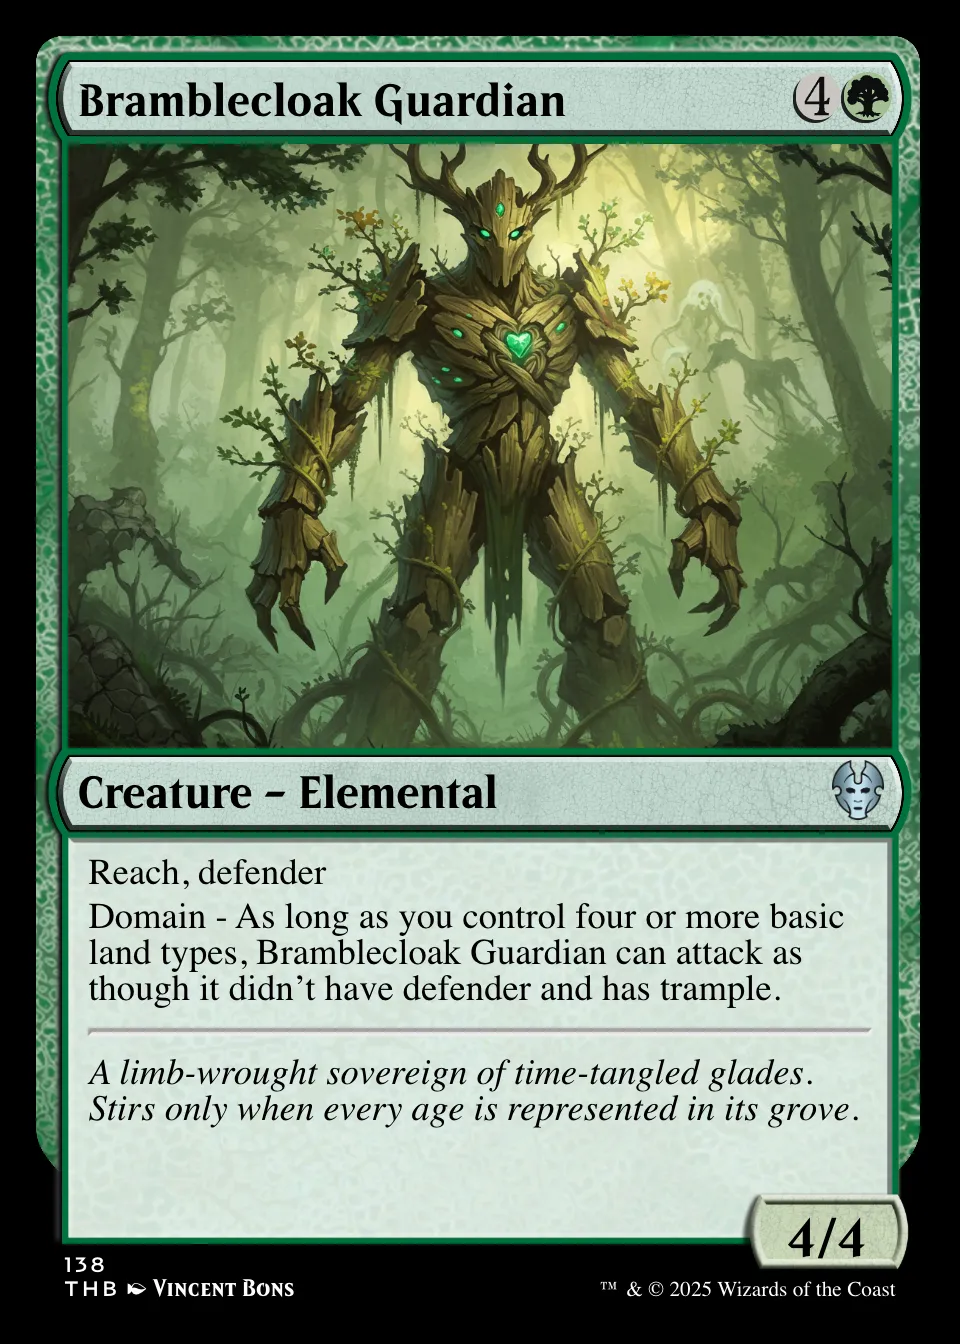 Bramblecloak Guardian 4
Creature – Elemental
Reach, defender
Domain - As long as you control four or more basic
land types, Bramblecloak Guardian can attack as
though it didn’t have defender and has trample.
A limb-wrought sovereign of time-tangled glades.
Stirs only when every age is represented in its grove.
4/4
138
THB Vincent Bons
™ & © 2025 Wizards of the Coast